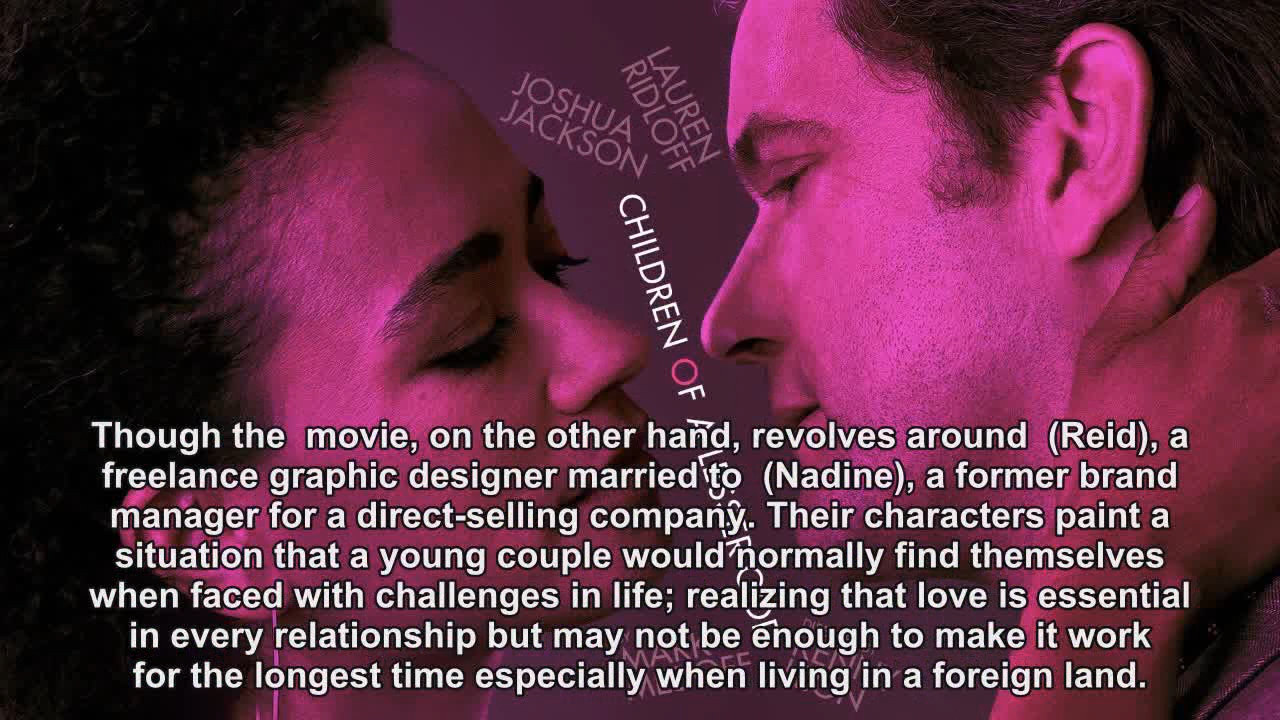 JOSHUA
JACKSON
LAUREN
RIDLOFF
CHILDREN OF A LESSER GOD
Though the  movie, on the other hand, revolves around  (Reid), a
freelance graphic designer married to  (Nadine), a former brand
manager for a direct-selling company. Their characters paint a
situation that a young couple would normally find themselves
when faced with challenges in life; realizing that love is essential
in every relationship but may not be enough to make it work
for the longest time especially when living in a foreign land.
MARK